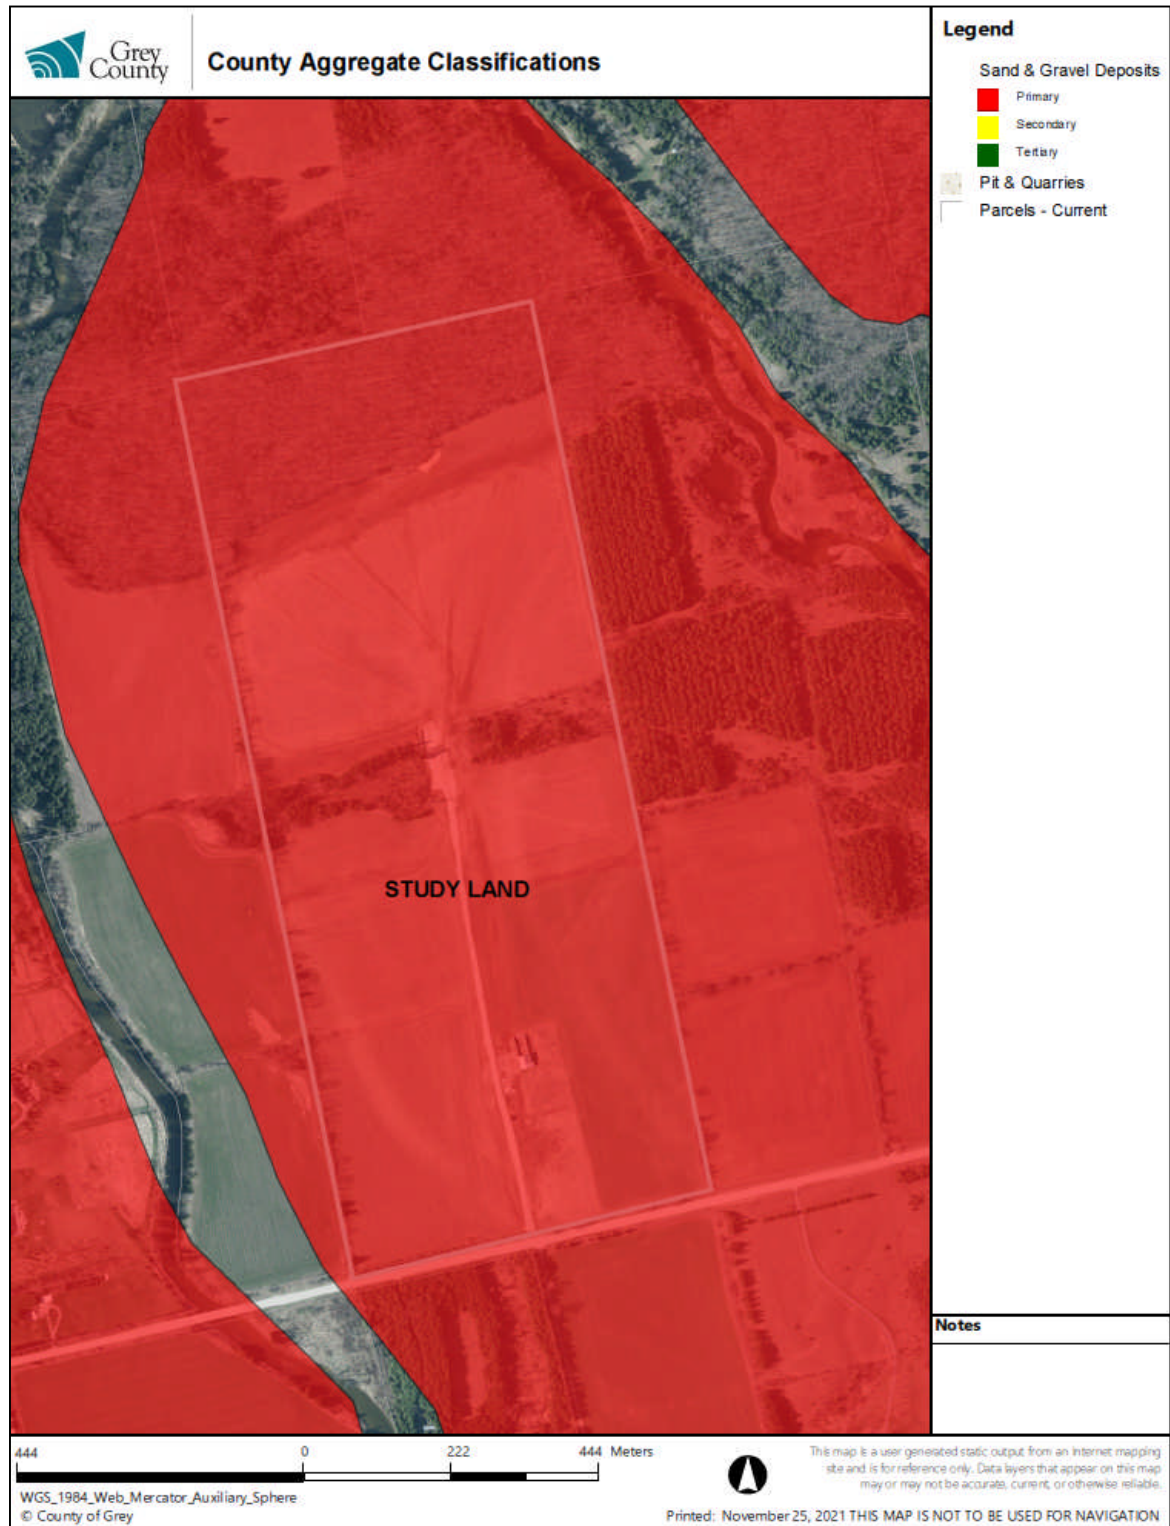 Grey
County
County Aggregate Classifications
Legend
Sand & Gravel Deposits
Primary
Secondary
Tertiary
Pit & Quarries
Parcels - Current
STUDY LAND
Notes
444 0 222 444 Meters
WGS_1984_Web_Mercator_Auxiliary_Sphere
© County of Grey
This map is a user generated static output from an Internet mapping
site and is for reference only. Data layers that appear on this map
may or may not be accurate, current, or otherwise reliable.
Printed: November 25, 2021 THIS MAP IS NOT TO BE USED FOR NAVIGATION